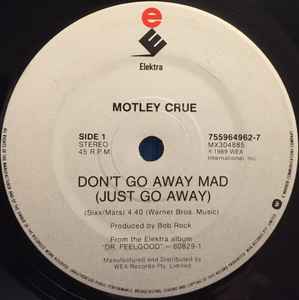 e
Elektra
MOTLEY CRUE
SIDE 1
STEREO
45 R.P.M.
755964962-7
MX304885
℗ 1989 WEA
International Inc.
DON'T GO AWAY MAD
(JUST GO AWAY)
(Sixx/Mars) 4:40 (Warner Bros. Music)
Produced by Bob Rock
From the Elektra album
"DR. FEELGOOD" — 60829-1
Manufactured and Distributed by
WEA Records Pty. Limited